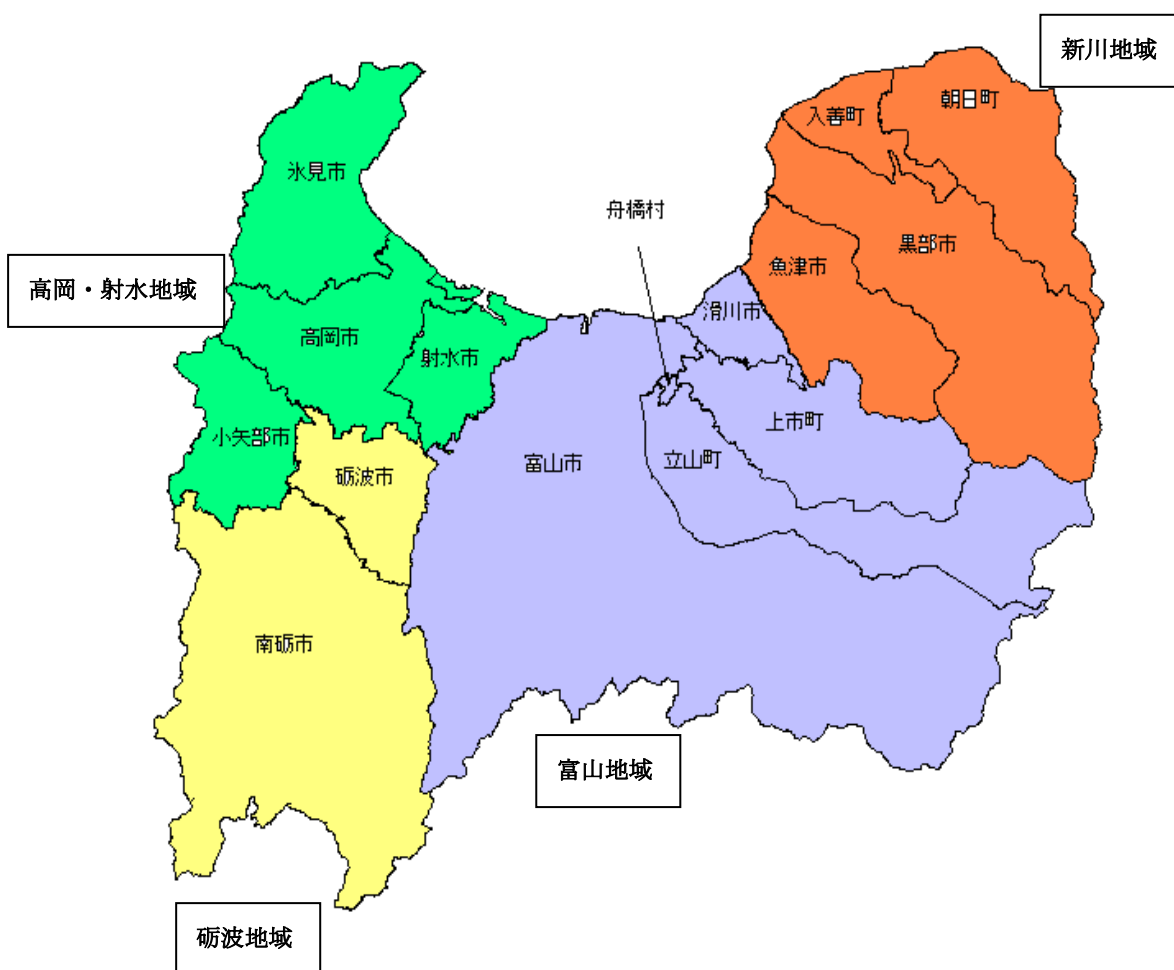 新川地域
朝日町
入善町
氷見市
舟橋村
黒部市
魚津市
高岡・射水地域
滑川市
高岡市
射水市
上市町
小矢部市
富山市
立山町
砺波市
南砺市
富山地域
砺波地域